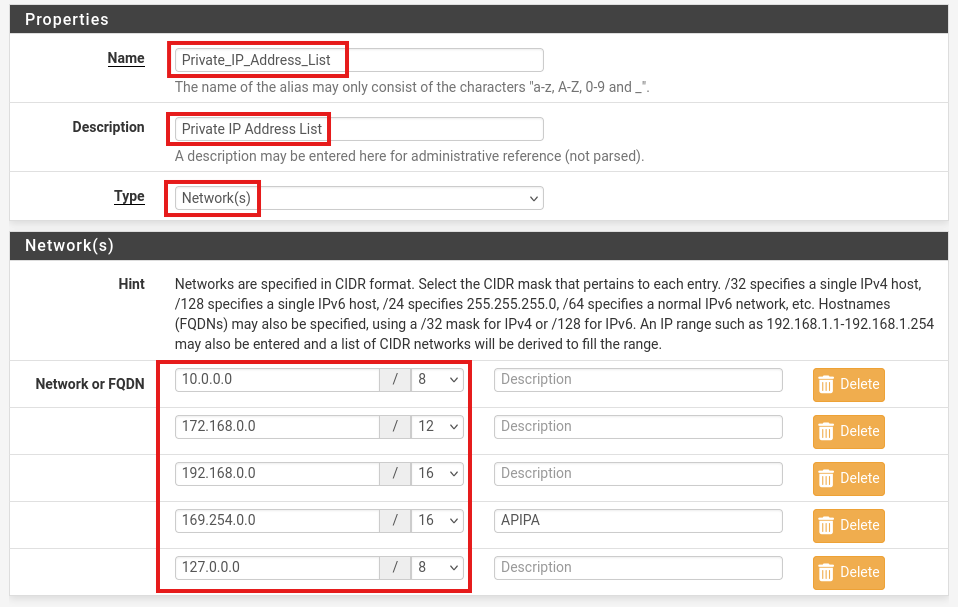 Properties
Name
Private_IP_Address_List
The name of the alias may only consist of the characters "a-z, A-Z, 0-9 and _".
Description
Private IP Address List
A description may be entered here for administrative reference (not parsed).
Type
Network(s)
Network(s)
Hint
Networks are specified in CIDR format. Select the CIDR mask that pertains to each entry. /32 specifies a single IPv4 host,
/128 specifies a single IPv6 host, /24 specifies 255.255.255.0, /64 specifies a normal IPv6 network, etc. Hostnames
(FQDNs) may also be specified, using a /32 mask for IPv4 or /128 for IPv6. An IP range such as 192.168.1.1-192.168.1.254
may also be entered and a list of CIDR networks will be derived to fill the range.
Network or FQDN
10.0.0.0 / 8 Description Delete
172.168.0.0 / 12 Description Delete
192.168.0.0 / 16 Description Delete
169.254.0.0 / 16 APIPA Delete
127.0.0.0 / 8 Description Delete